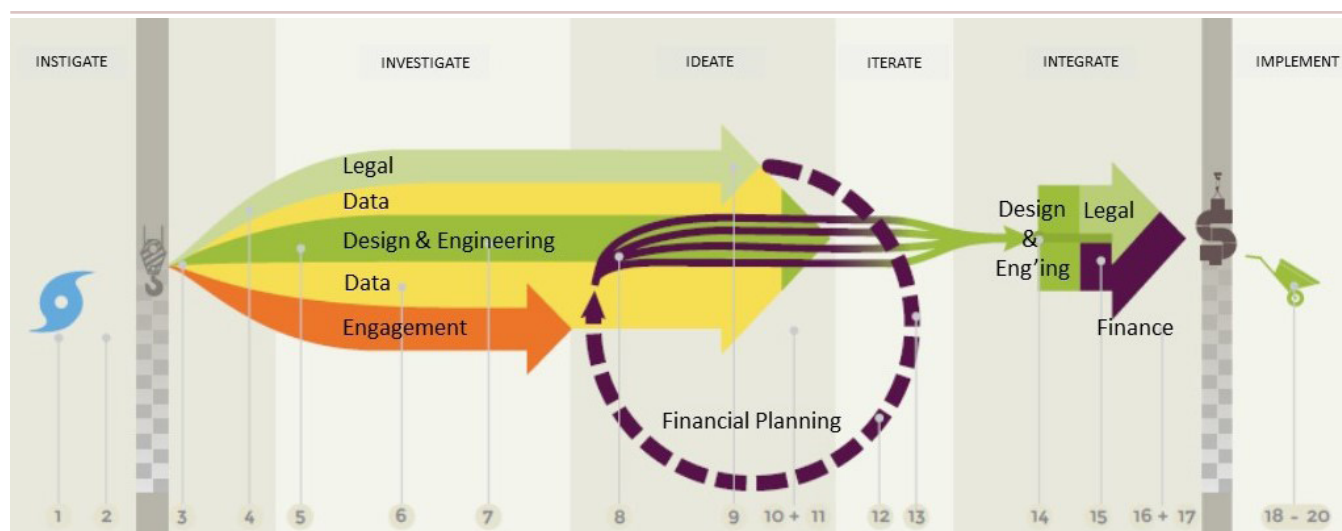 INSTIGATE
INVESTIGATE
IDEATE
ITERATE
INTEGRATE
IMPLEMENT
Legal
Data
Design & Engineering
Data
Engagement
Financial Planning
Design
&
Eng'ing
Legal
Finance
1 2 3 4 5 6 7 8 9 10 + 11 12 13 14 15 16 + 17 18 - 20